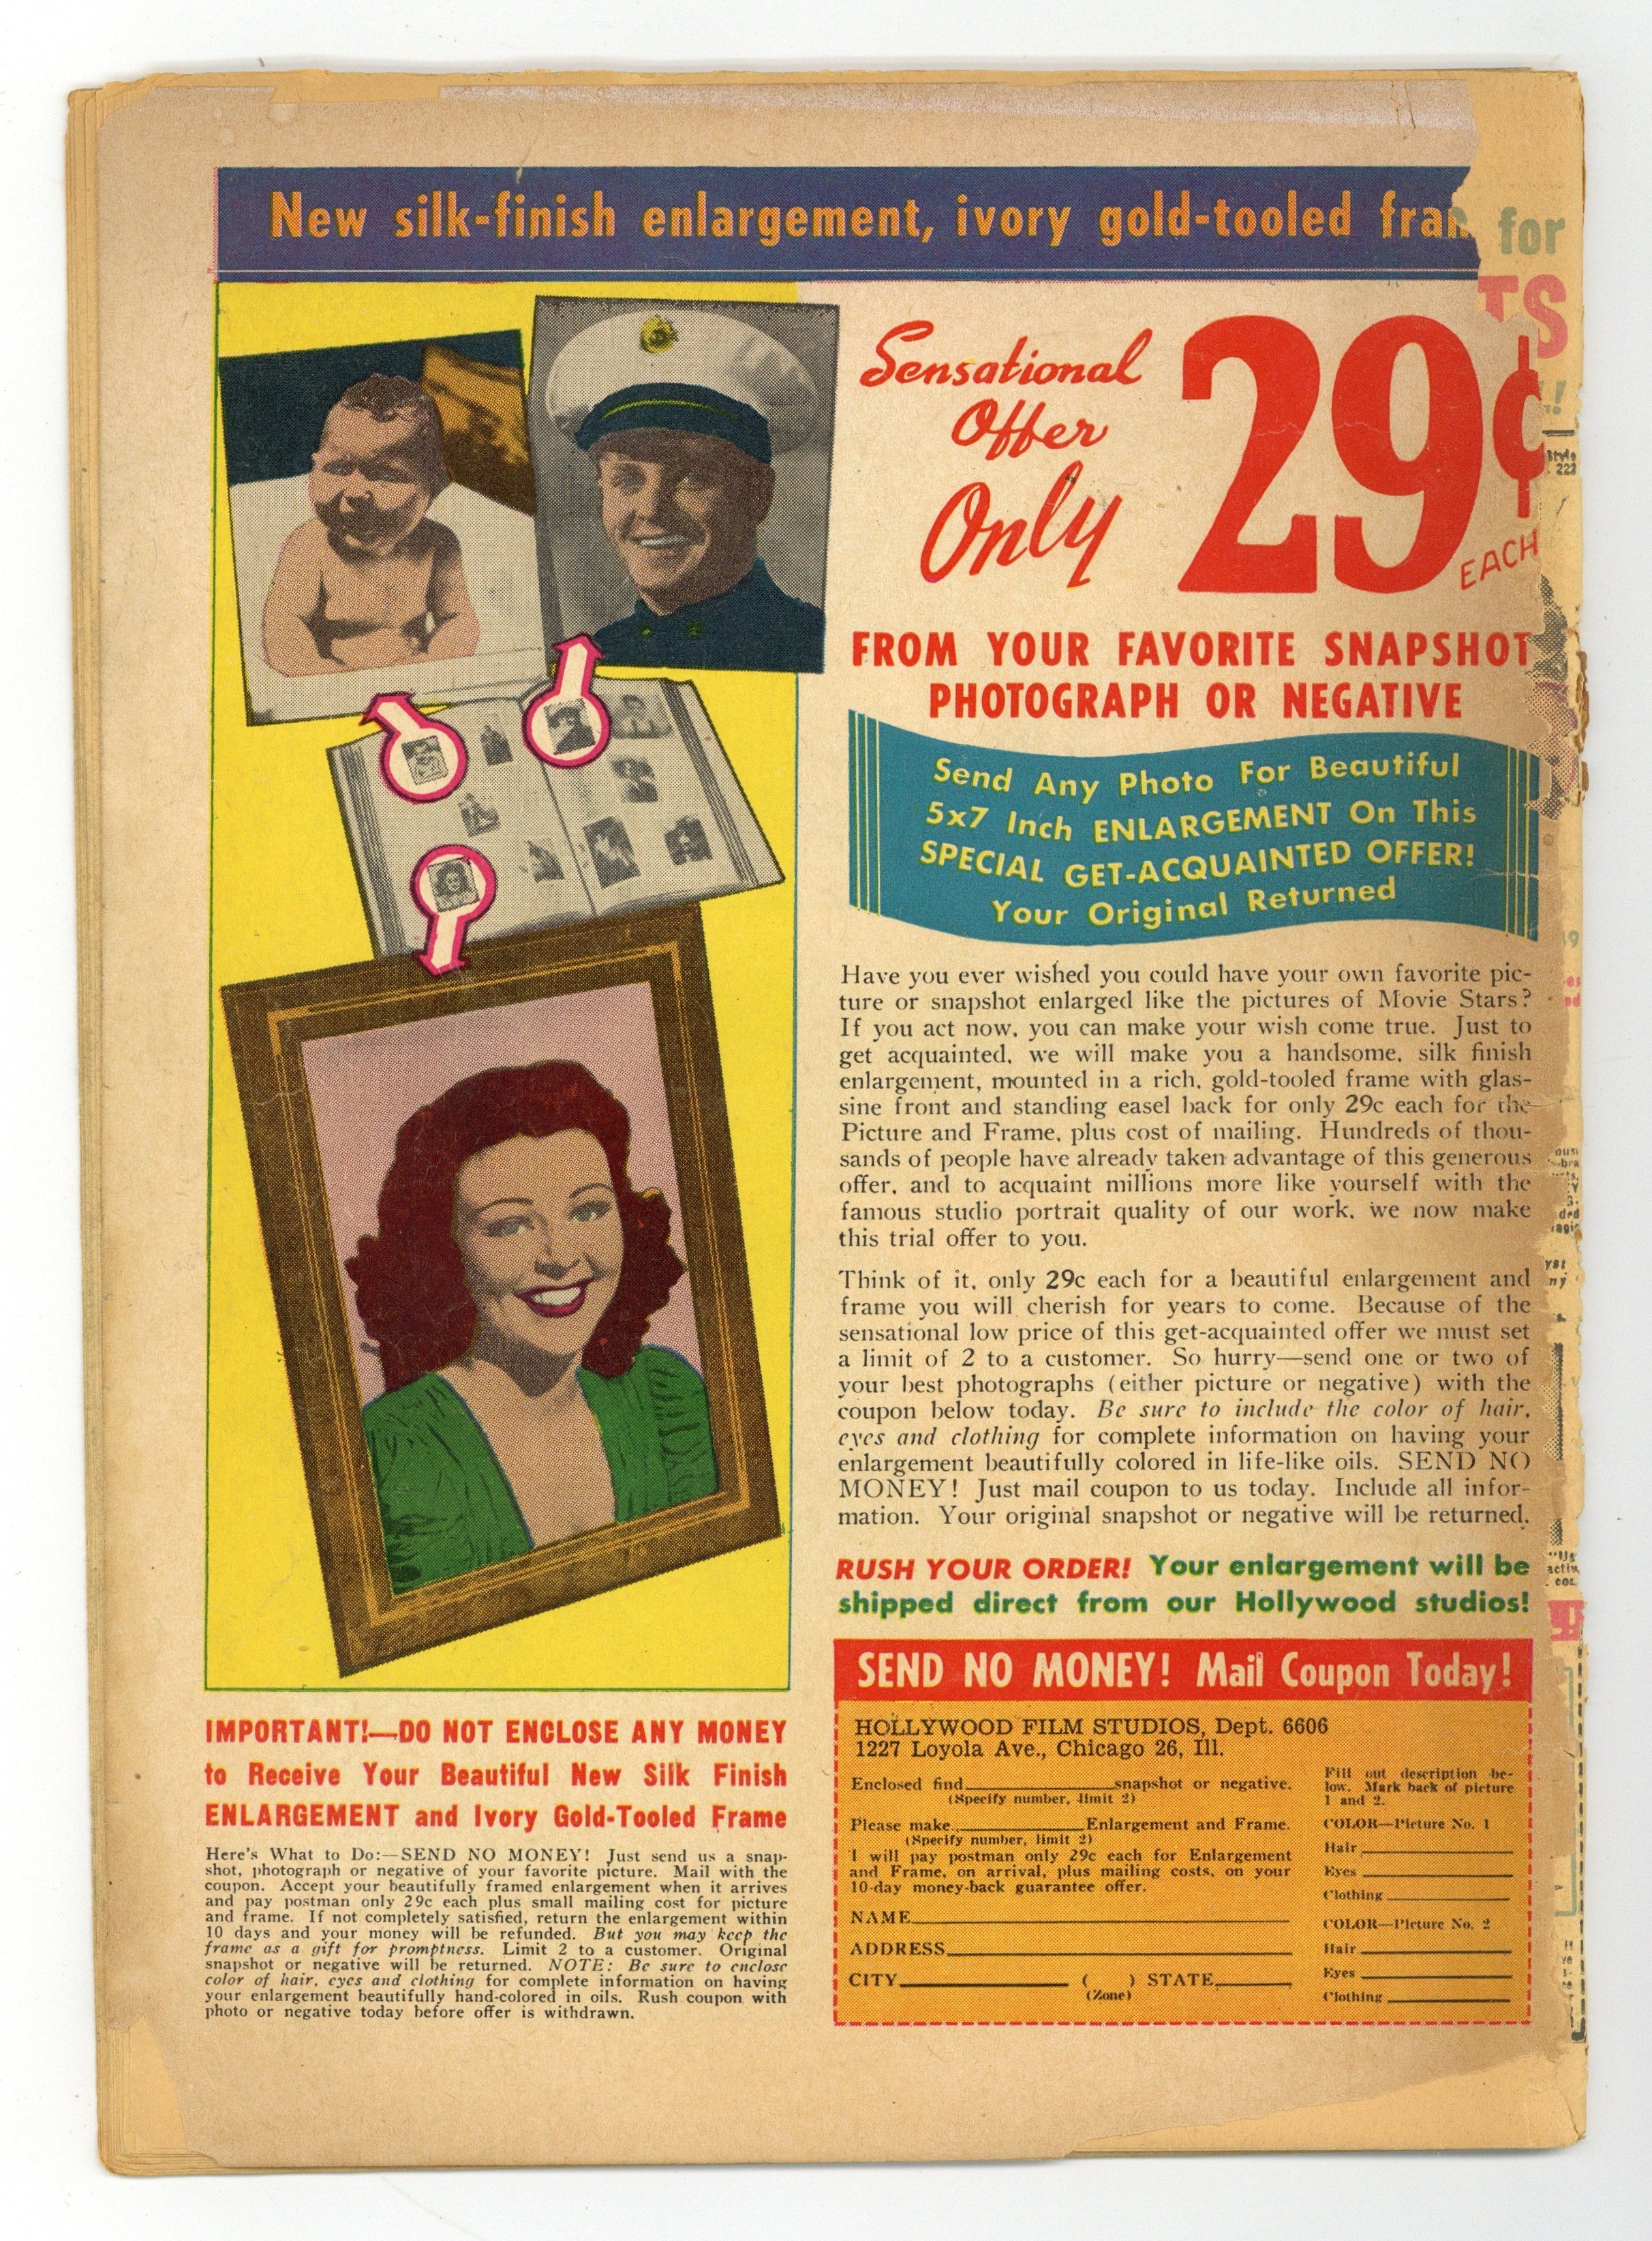 New silk-finish enlargement, ivory gold-tooled
for
TS
Sensational
Offer
Only
29¢
EACH
FROM YOUR FAVORITE SNAPSHOT
PHOTOGRAPH OR NEGATIVE
Send Any Photo For Beautiful
5x7 Inch ENLARGEMENT On This
SPECIAL GET-ACQUAINTED OFFER!
Your Original Returned
Have you ever wished you could have your own favorite pic-
ture or snapshot enlarged like the pictures of Movie Stars?
If you act now, you can make your wish come true. Just to
get acquainted, we will make you a handsome, silk finish
enlargement, mounted in a rich, gold-tooled frame with glas-
sine front and standing easel back for only 29c each for the
Picture and Frame, plus cost of mailing. Hundreds of thou-
sands of people have already taken advantage of this generous
offer, and to acquaint millions more like yourself with the
famous studio portrait quality of our work, we now make
this trial offer to you.
Think of it, only 29c each for a beautiful enlargement and
frame you will cherish for years to come. Because of the
sensational low price of this get-acquainted offer we must set
a limit of 2 to a customer. So hurry—send one or two of
your best photographs (either picture or negative) with the
coupon below today. Be sure to include the color of hair,
eyes and clothing for complete information on having your
enlargement beautifully colored in life-like oils. SEND NO
MONEY! Just mail coupon to us today. Include all infor-
mation. Your original snapshot or negative will be returned.
RUSH YOUR ORDER! Your enlargement will be
shipped direct from our Hollywood studios!
IMPORTANT!—DO NOT ENCLOSE ANY MONEY
to Receive Your Beautiful New Silk Finish
ENLARGEMENT and Ivory Gold-Tooled Frame
Here's What to Do:—SEND NO MONEY! Just send us a snap-
shot, photograph or negative of your favorite picture. Mail with the
coupon. Accept your beautifully framed enlargement when it arrives
and pay postman only 29c each plus small mailing cost for picture
and frame. If not completely satisfied, return the enlargement within
10 days and your money will be refunded. But you may keep the
frame as a gift for promptness. Limit 2 to a customer. Original
snapshot or negative will be returned. NOTE: Be sure to enclose
color of hair, eyes and clothing for complete information on having
your enlargement beautifully hand-colored in oils. Rush coupon with
photo or negative today before offer is withdrawn.
SEND NO MONEY! Mail Coupon Today!
HOLLYWOOD FILM STUDIOS, Dept. 6606
1227 Loyola Ave., Chicago 26, Ill.
Enclosed find snapshot or negative.
(Specify number, limit 2)
Please make Enlargement and Frame.
(Specify number, limit 2)
I will pay postman only 29c each for Enlargement
and Frame, on arrival, plus mailing costs, on your
10-day money-back guarantee offer.
NAME
ADDRESS
CITY ( ) STATE
(Zone)
Fill out description be-
low. Mark back of picture
1 and 2.
COLOR—Picture No. 1
Hair
Eyes
Clothing
COLOR—Picture No. 2
Hair
Eyes
Clothing